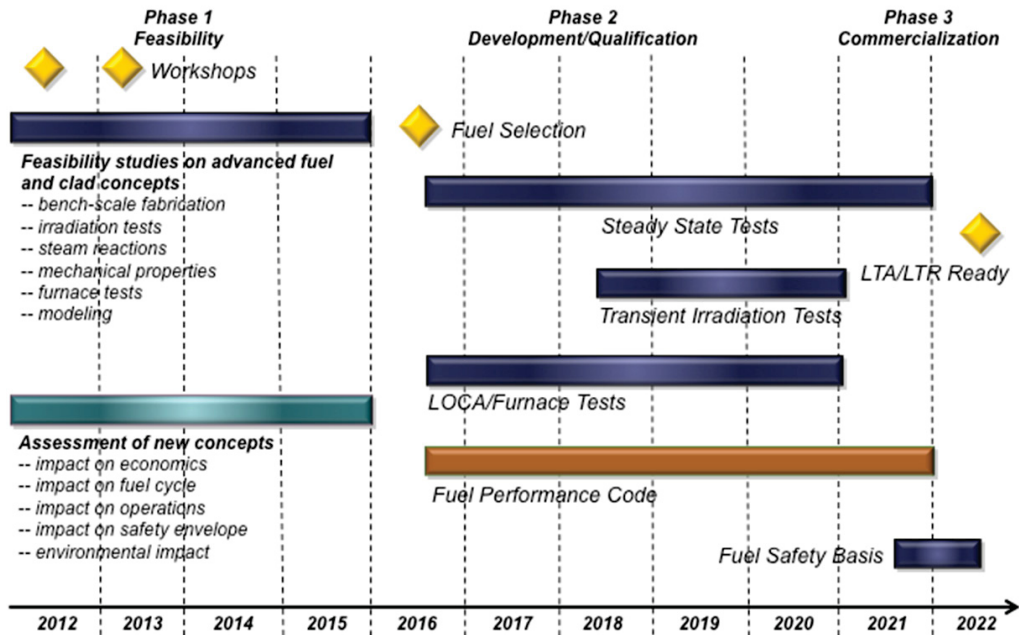 Phase 1
Feasibility
Phase 2
Development/Qualification
Phase 3
Commercialization
Workshops
Fuel Selection
Feasibility studies on advanced fuel
and clad concepts
-- bench-scale fabrication
-- irradiation tests
-- steam reactions
-- mechanical properties
-- furnace tests
-- modeling
Steady State Tests
LTA/LTR Ready
Transient Irradiation Tests
LOCA/Furnace Tests
Assessment of new concepts
-- impact on economics
-- impact on fuel cycle
-- impact on operations
-- impact on safety envelope
-- environmental impact
Fuel Performance Code
Fuel Safety Basis
2012 2013 2014 2015 2016 2017 2018 2019 2020 2021 2022